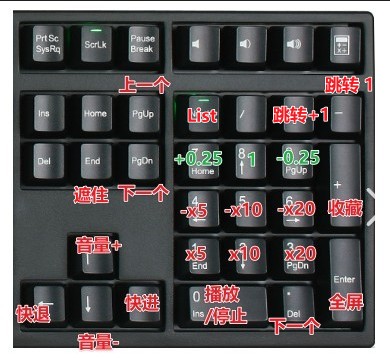 Prt Sc
SysRq
ScrLk
Pause
Break
上一个
跳转 1
Ins
Home
PgUp
List
/
跳转+1
-
Del
End
PgDn
+0.25
7
Home
8
1
-0.25
PgUp
+
遮住
下一个
-x5
-x10
-x20
收藏
音量+
x5
1
End
x10
x20
3
PgDn
Enter
快退
↓
快进
0
Ins
播放
/停止
.
Del
全屏
音量-
下一个